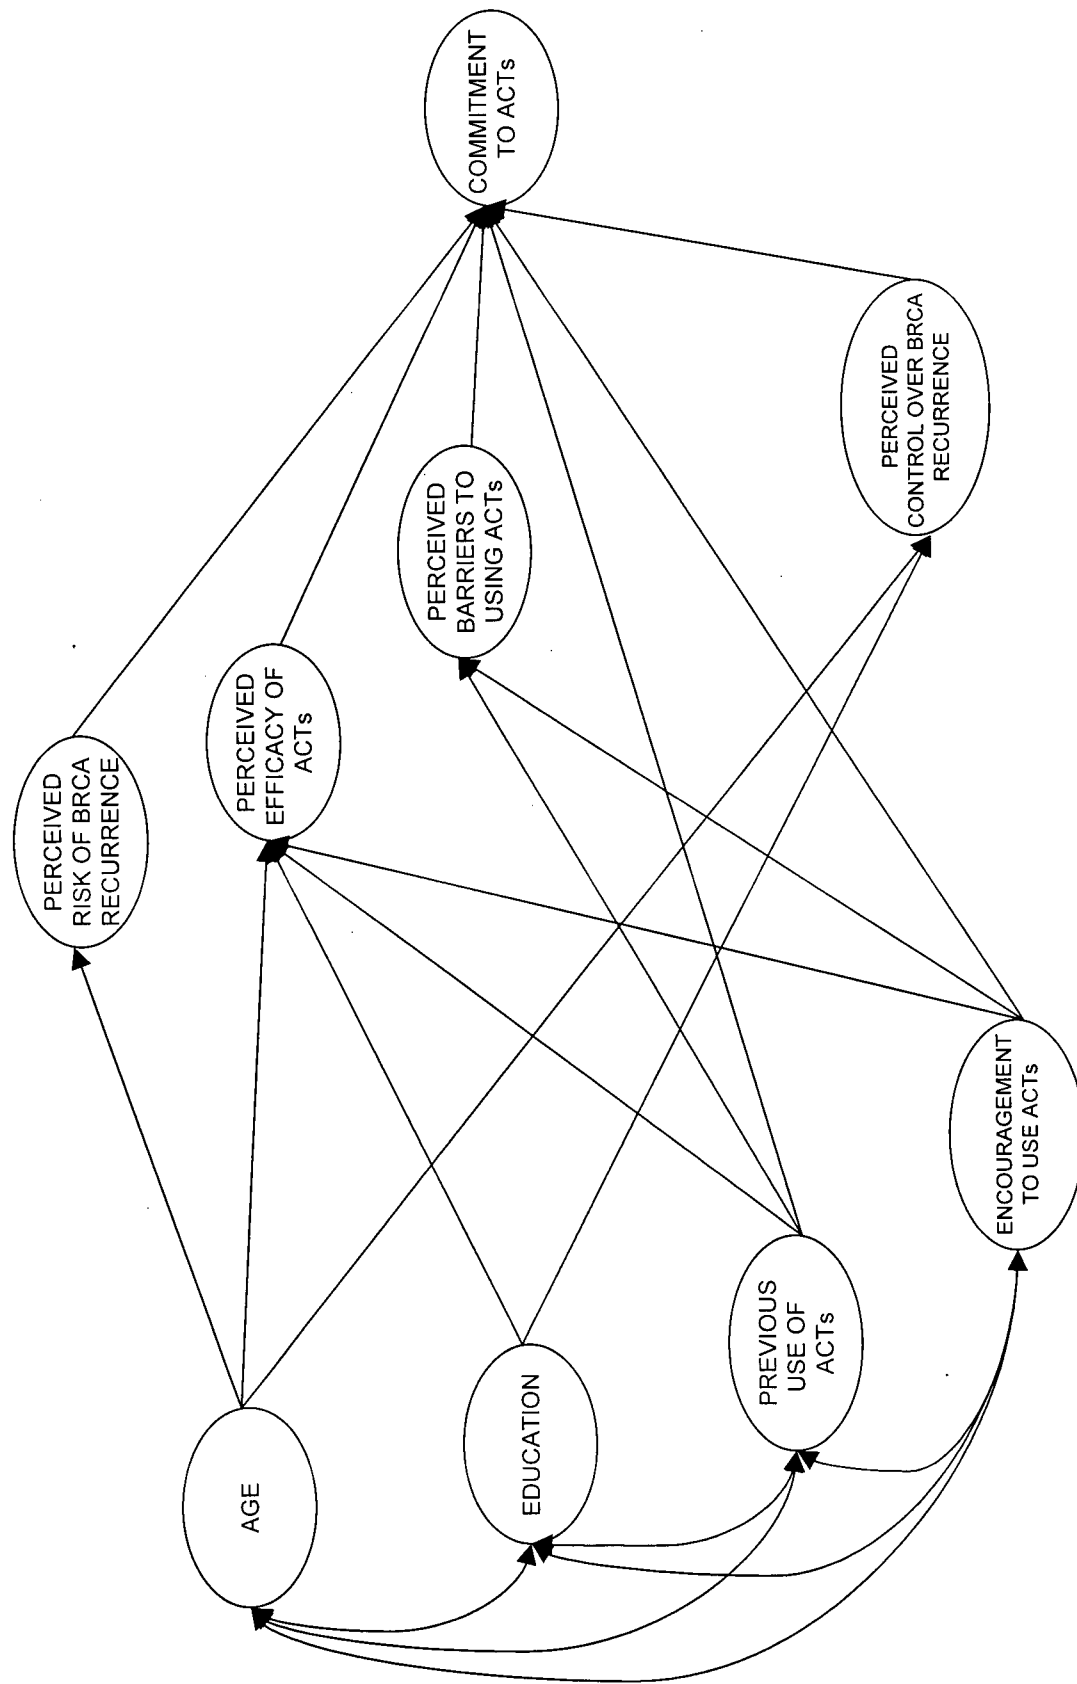 AGE
EDUCATION
PREVIOUS
USE OF
ACTs
ENCOURAGEMENT
TO USE ACTs
PERCEIVED
RISK OF BRCA
RECURRENCE
PERCEIVED
EFFICACY OF
ACTs
PERCEIVED
BARRIERS TO
USING ACTs
PERCEIVED
CONTROL OVER BRCA
RECURRENCE
COMMITMENT
TO ACTs